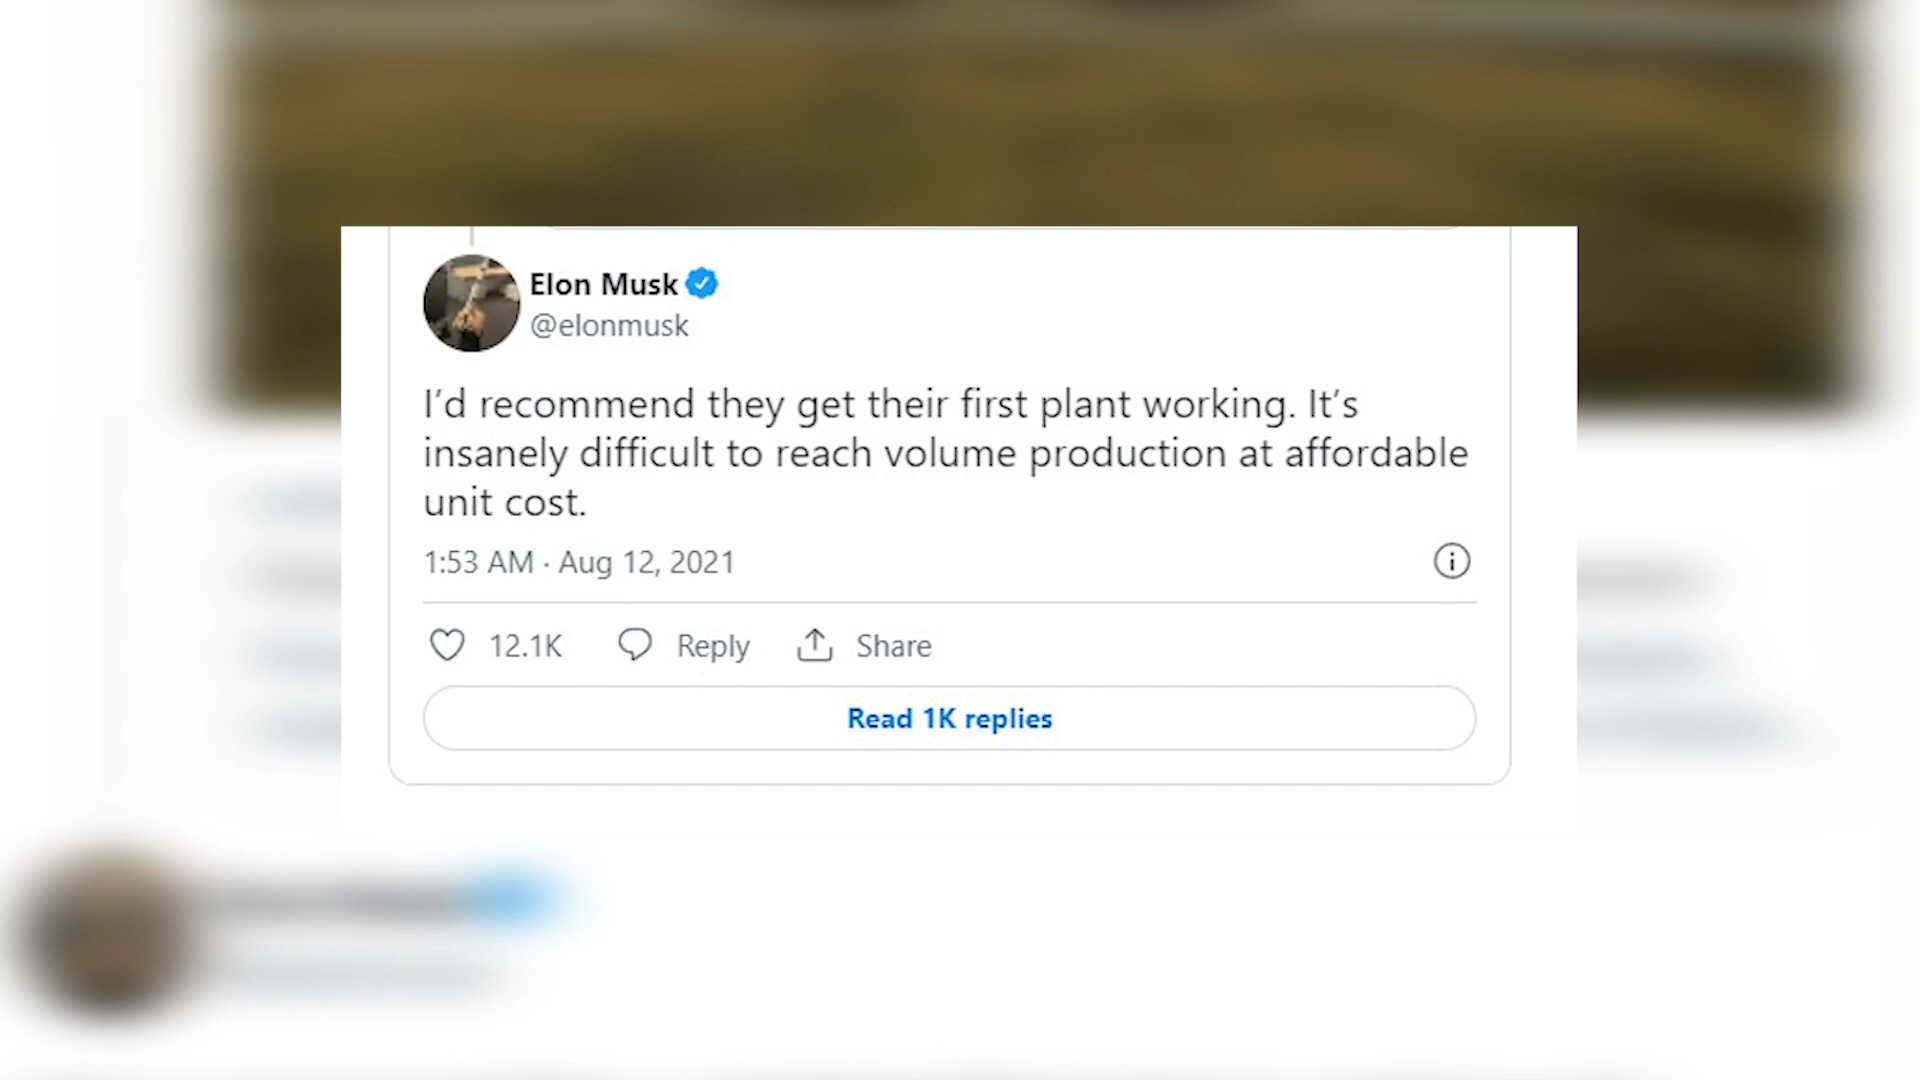 Elon Musk
@elonmusk
I’d recommend they get their first plant working. It’s
insanely difficult to reach volume production at affordable
unit cost.
1:53 AM · Aug 12, 2021
12.1K Reply Share
Read 1K replies